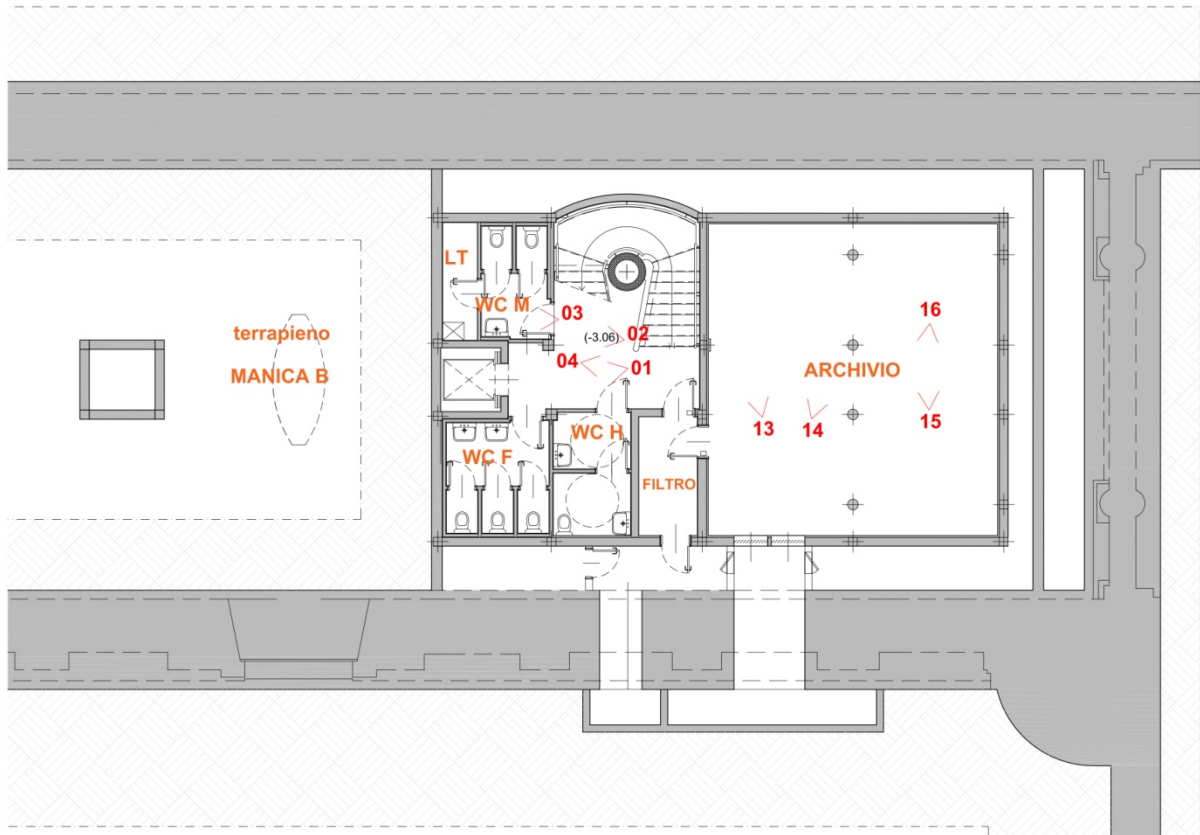 LT
WC M
03
16
terrapieno
(-3.06)
02
04
01
MANICA B
ARCHIVIO
13
14
15
WC H
WC F
FILTRO